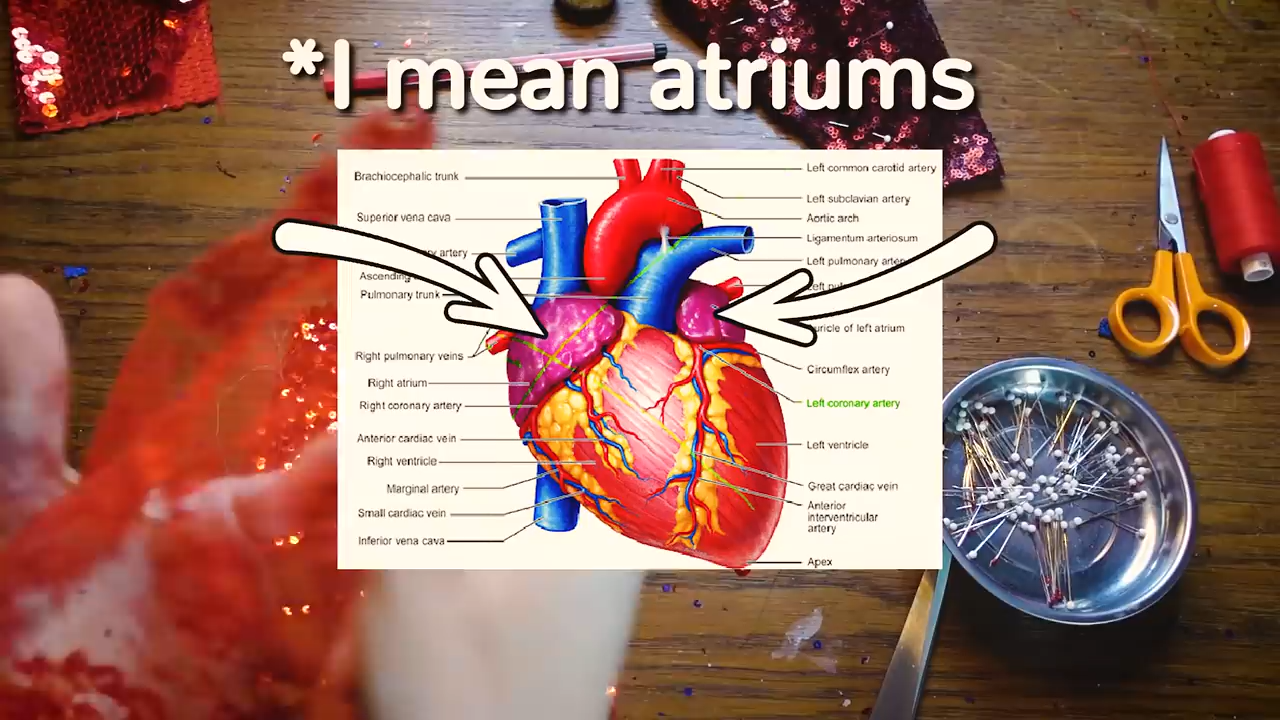 *I mean atriums
Brachiocephalic trunk
Superior vena cava
artery
Ascending
Pulmonary trunk
Right pulmonary veins
Right atrium
Right coronary artery
Anterior cardiac vein
Right ventricle
Marginal artery
Small cardiac vein
Inferior vena cava
Left common carotid artery
Left subclavian artery
Aortic arch
Ligamentum arteriosum
Left pulmonary
Left
of left atrium
Circumflex artery
Left coronary artery
Left ventricle
Great cardiac vein
Anterior
interventricular
artery
Apex